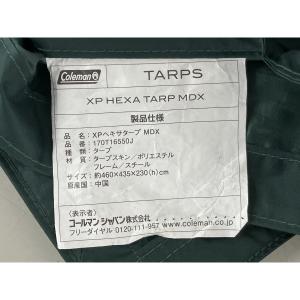 Coleman
TARPS
XP HEXA TARP MDX
製品仕様
品名：XPヘキサタープ MDX
品番：170T16550J
種類：タープ
材質：タープスキン／ポリエステル
フレーム／スチール
サイズ：約460×435×230(h)cm
原産国：中国
＜表示者＞
コールマン ジャパン株式会社
フリーダイヤル 0120-111-957
www.coleman.co.jp